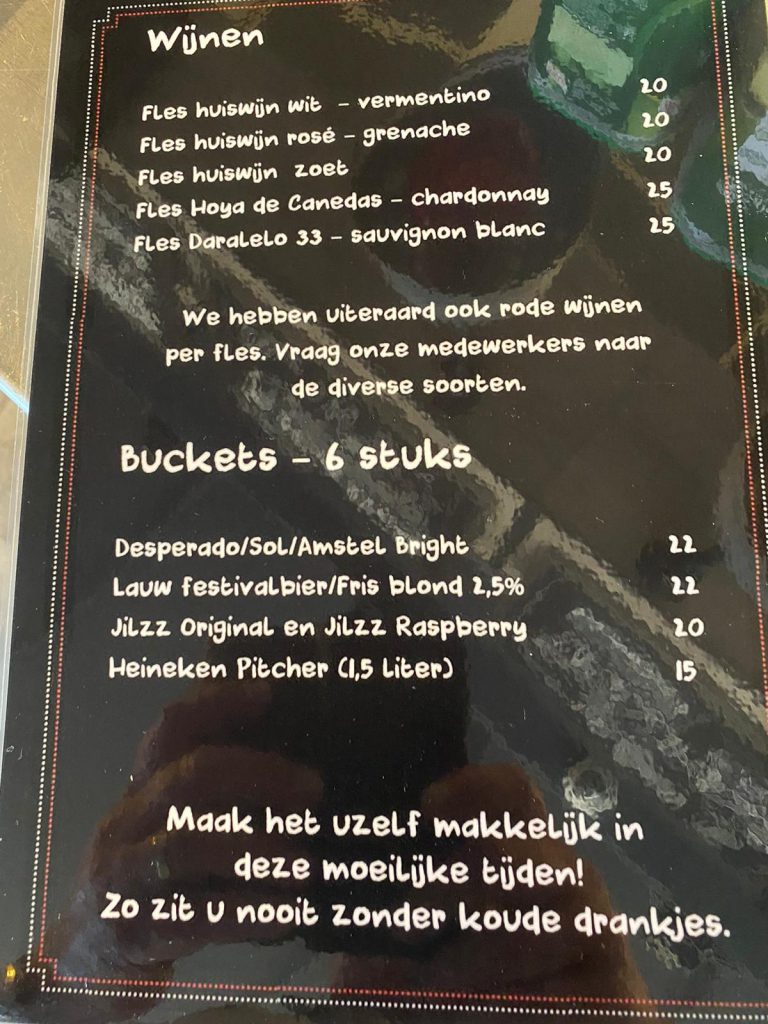 Wijnen
Fles huiswijn wit - vermentino 20
Fles huiswijn rosé - grenache 20
Fles huiswijn zoet 20
Fles Hoya de Canedas - chardonnay 25
Fles Daralelo 33 - sauvignon blanc 25
We hebben uiteraard ook rode wijnen
per fles. Vraag onze medewerkers naar
de diverse soorten.
Buckets - 6 stuks
Desperado/Sol/Amstel Bright 22
Lauw festivalbier/Fris blond 2,5% 22
Jilzz Original en Jilzz Raspberry 20
Heineken Pitcher (1,5 liter) 15
Maak het uzelf makkelijk in
deze moeilijke tijden!
Zo zit u nooit zonder koude drankjes.